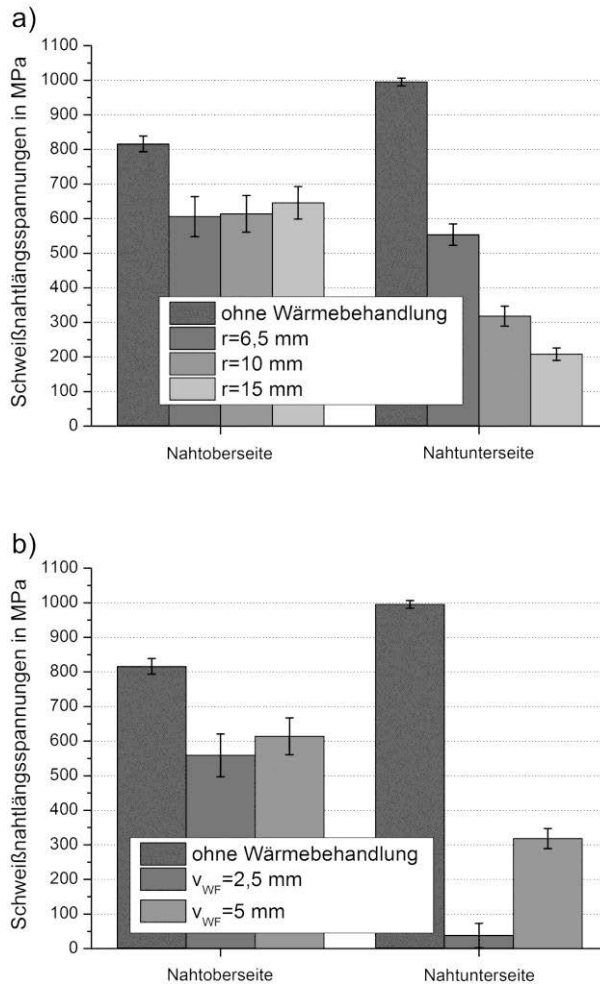 a)
Schweißnahtlängsspannungen in MPa
1100
1000
900
800
700
600
500
400
300
200
100
0
ohne Wärmebehandlung
r=6,5 mm
r=10 mm
r=15 mm
Nahtoberseite
Nahtunterseite
b)
Schweißnahtlängsspannungen in MPa
1100
1000
900
800
700
600
500
400
300
200
100
0
ohne Wärmebehandlung
v_WF=2,5 mm
v_WF=5 mm
Nahtoberseite
Nahtunterseite